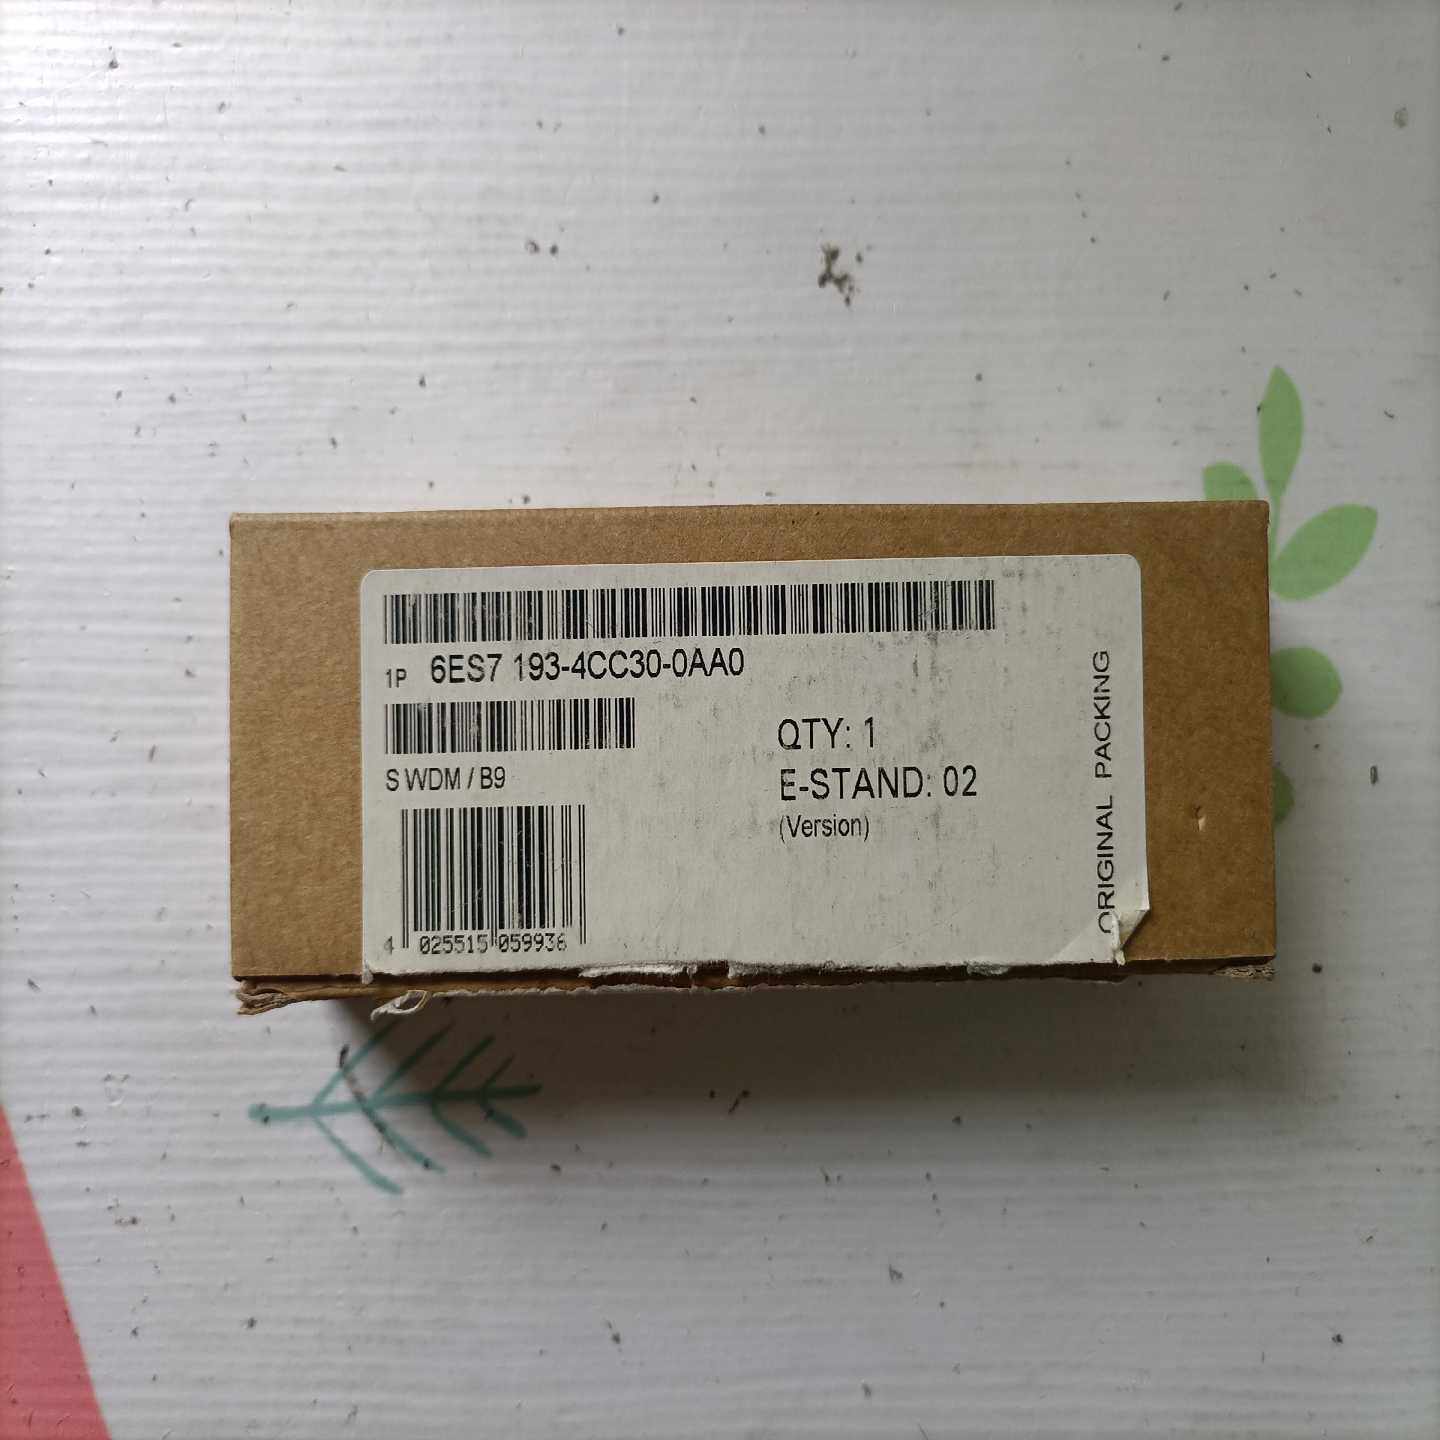 1P 6ES7 193-4CC30-0AA0
S WDM / B9
QTY: 1
E-STAND: 02
(Version)
4 025515 059936
ORIGINAL PACKING